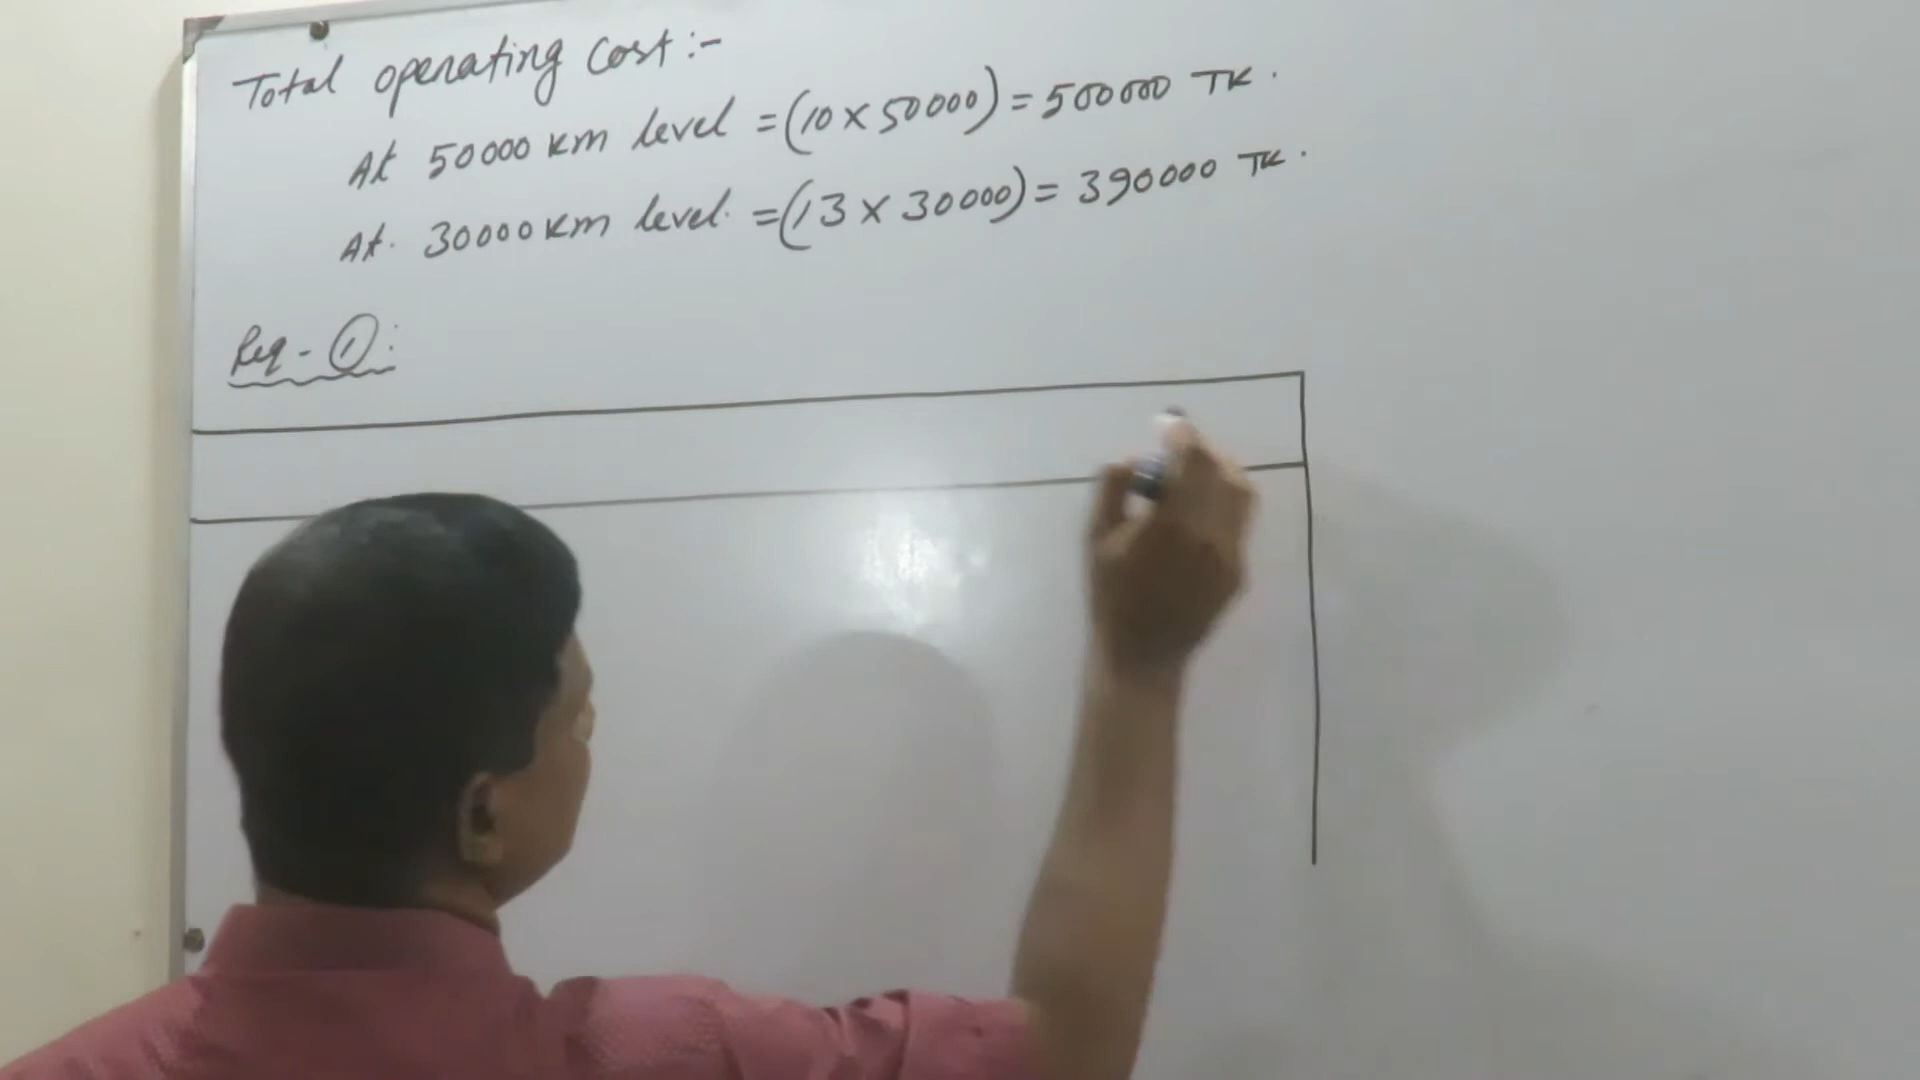 Total operating cost :-
At 50000 km level = (10 x 50000) = 500000 TK.
At. 30000 km level. = (13 x 30000) = 390000 TK.
Req - ①: